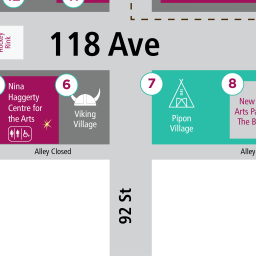 Hockey
Rink
118 Ave
Nina
Haggerty
Centre for
the Arts
6
Viking
Village
7
Pipon
Village
8
New
Arts Pa
The B
Alley Closed
Alley
92 St